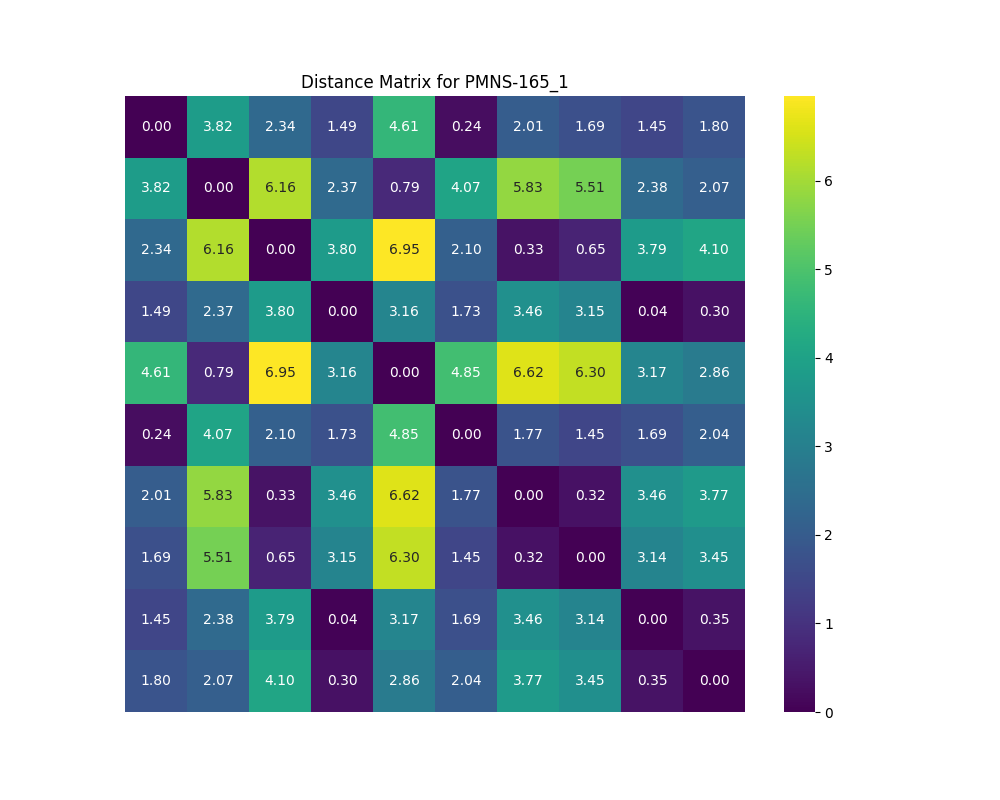 Distance Matrix for PMNS-165_1
0.00 3.82 2.34 1.49 4.61 0.24 2.01 1.69 1.45 1.80
3.82 0.00 6.16 2.37 0.79 4.07 5.83 5.51 2.38 2.07
2.34 6.16 0.00 3.80 6.95 2.10 0.33 0.65 3.79 4.10
1.49 2.37 3.80 0.00 3.16 1.73 3.46 3.15 0.04 0.30
4.61 0.79 6.95 3.16 0.00 4.85 6.62 6.30 3.17 2.86
0.24 4.07 2.10 1.73 4.85 0.00 1.77 1.45 1.69 2.04
2.01 5.83 0.33 3.46 6.62 1.77 0.00 0.32 3.46 3.77
1.69 5.51 0.65 3.15 6.30 1.45 0.32 0.00 3.14 3.45
1.45 2.38 3.79 0.04 3.17 1.69 3.46 3.14 0.00 0.35
1.80 2.07 4.10 0.30 2.86 2.04 3.77 3.45 0.35 0.00
6
5
4
3
2
1
0